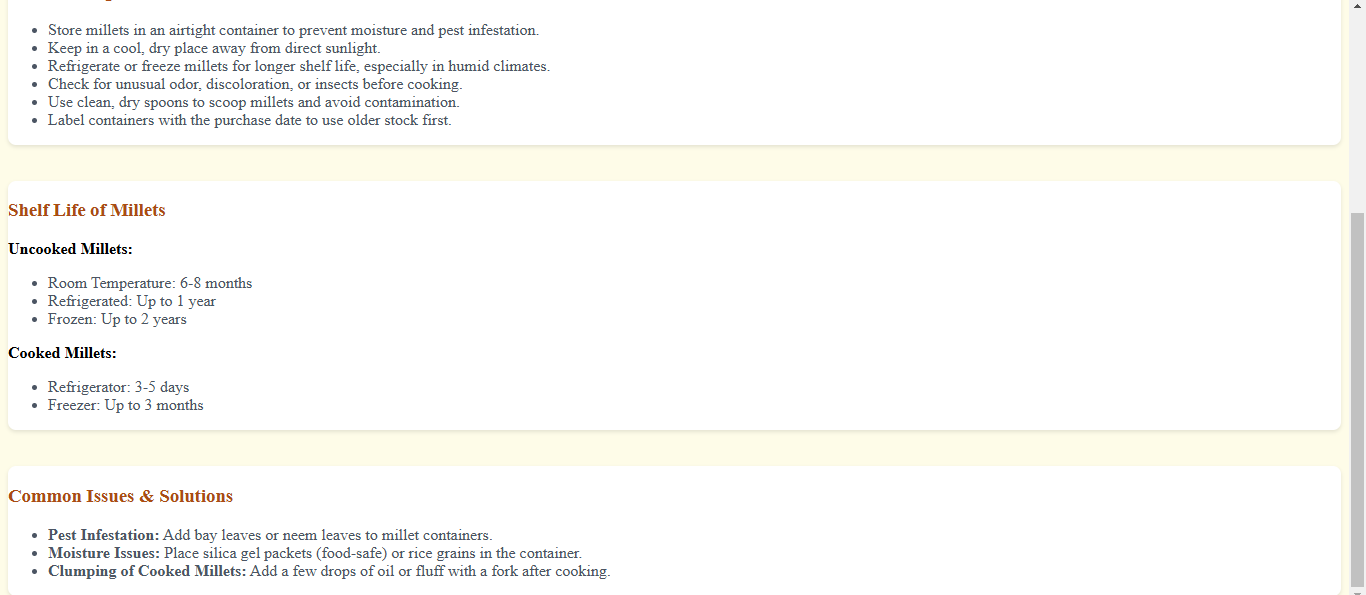 Store millets in an airtight container to prevent moisture and pest infestation.
Keep in a cool, dry place away from direct sunlight.
Refrigerate or freeze millets for longer shelf life, especially in humid climates.
Check for unusual odor, discoloration, or insects before cooking.
Use clean, dry spoons to scoop millets and avoid contamination.
Label containers with the purchase date to use older stock first.
Shelf Life of Millets
Uncooked Millets:
Room Temperature: 6-8 months
Refrigerated: Up to 1 year
Frozen: Up to 2 years
Cooked Millets:
Refrigerator: 3-5 days
Freezer: Up to 3 months
Common Issues & Solutions
Pest Infestation: Add bay leaves or neem leaves to millet containers.
Moisture Issues: Place silica gel packets (food-safe) or rice grains in the container.
Clumping of Cooked Millets: Add a few drops of oil or fluff with a fork after cooking.